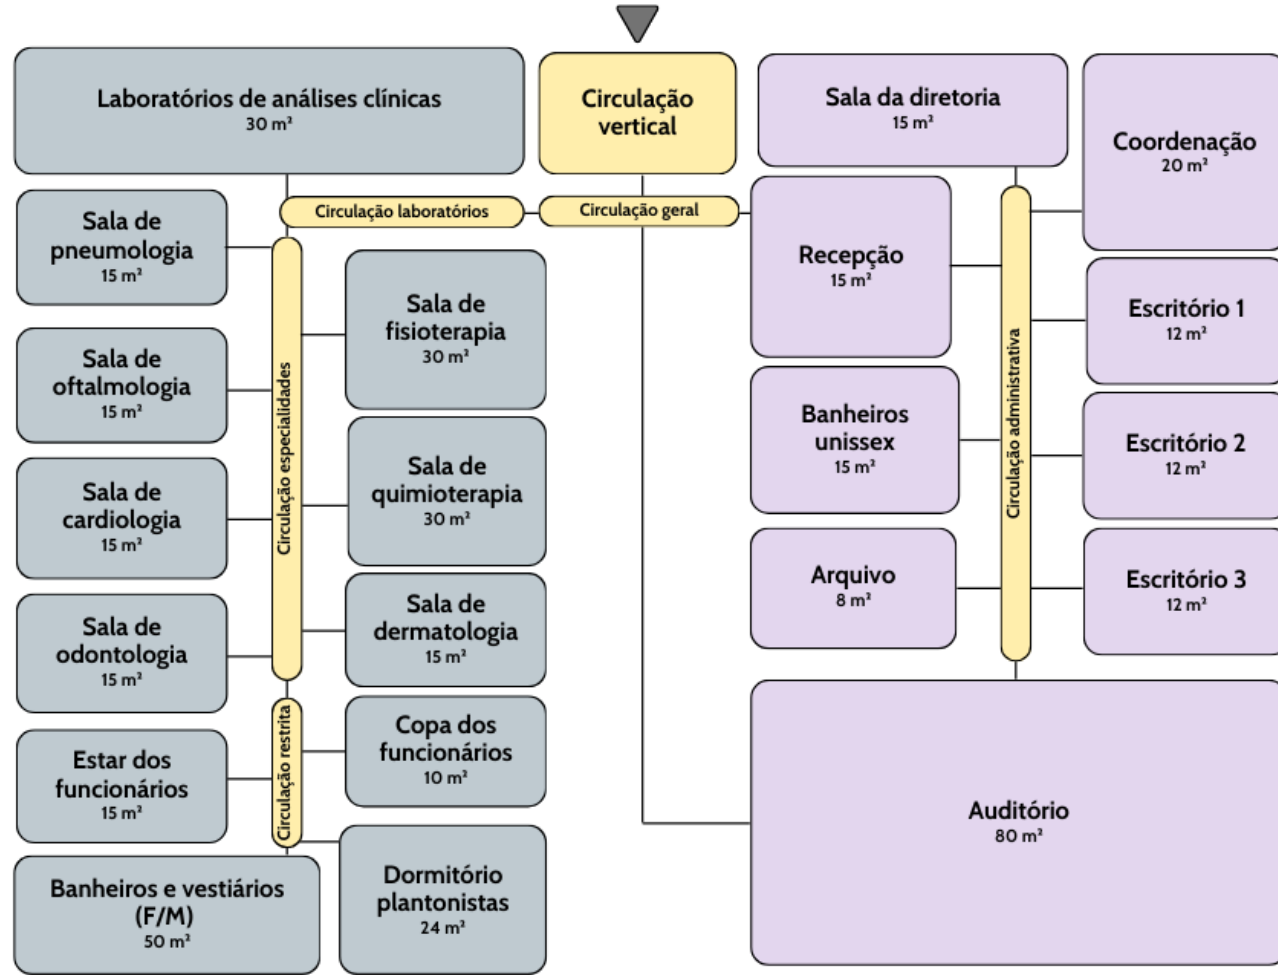 Laboratórios de análises clínicas
30 m²
Circulação
vertical
Sala da diretoria
15 m²
Coordenação
20 m²
Circulação laboratórios
Circulação geral
Sala de
pneumologia
15 m²
Sala de
oftalmologia
15 m²
Sala de
cardiologia
15 m²
Sala de
odontologia
15 m²
Estar dos
funcionários
15 m²
Banheiros e vestiários
(F/M)
50 m²
Circulação especialidades
Circulação restrita
Sala de
fisioterapia
30 m²
Sala de
quimioterapia
30 m²
Sala de
dermatologia
15 m²
Copa dos
funcionários
10 m²
Dormitório
plantonistas
24 m²
Recepção
15 m²
Banheiros
unissex
15 m²
Arquivo
8 m²
Circulação administrativa
Escritório 1
12 m²
Escritório 2
12 m²
Escritório 3
12 m²
Auditório
80 m²